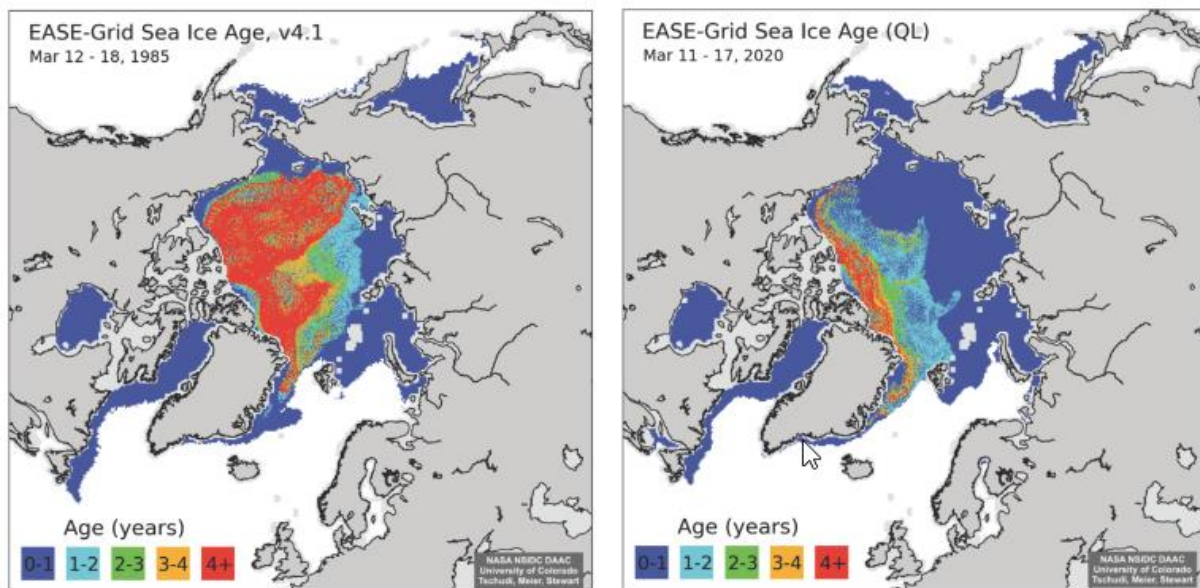 EASE-Grid Sea Ice Age, v4.1
Mar 12 - 18, 1985
Age (years)
0-1 1-2 2-3 3-4 4+
NASA NSIDC DAAC
University of Colorado
Tschudi, Meier, Stewart
EASE-Grid Sea Ice Age (QL)
Mar 11 - 17, 2020
Age (years)
0-1 1-2 2-3 3-4 4+
NASA NSIDC DAAC
University of Colorado
Tschudi, Meier, Stewart